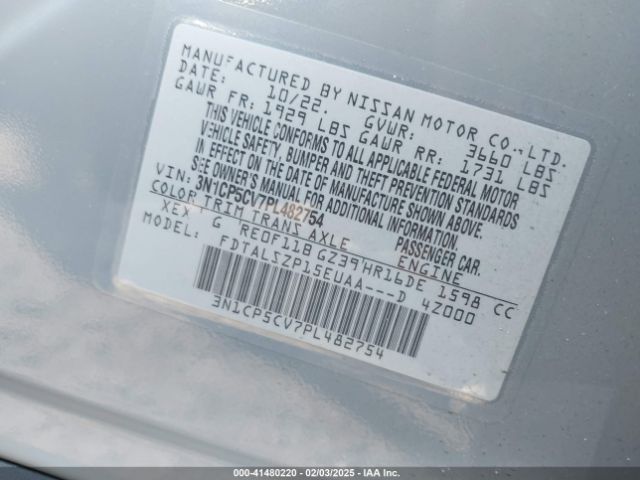 MANUFACTURED BY NISSAN MOTOR CO.,LTD.
DATE: 10/22. GVWR: 3660 LBS
GAWR FR: 1929 LBS GAWR RR: 1731 LBS
THIS VEHICLE CONFORMS TO ALL APPLICABLE FEDERAL MOTOR
VEHICLE SAFETY, BUMPER AND THEFT PREVENTION STANDARDS
IN EFFECT ON THE DATE OF MANUFACTURE SHOWN ABOVE.
SEE OWNER'S MANUAL FOR ADDITIONAL INFORMATION.
VIN: 3N1CP5CV7PL482754 PASSENGER CAR.
COLOR TRIM TRANS AXLE ENGINE
XEX G RE0F11B GZ39 HR16DE 1598 CC
MODEL: FDTALSZP15EUAA---D 4Z000
3N1CP5CV7PL482754
000-41480220 - 02/03/2025 - IAA Inc.